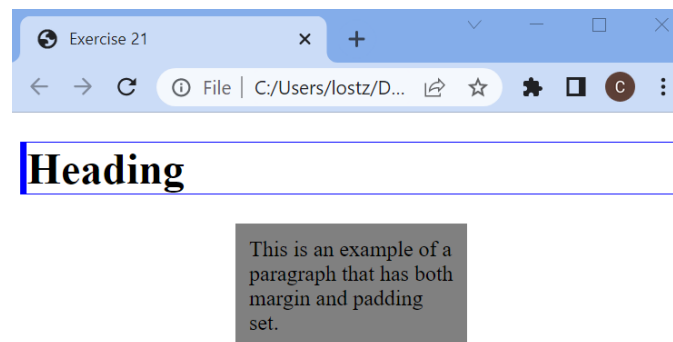 Exercise 21
File | C:/Users/lostz/D...
C
Heading
This is an example of a
paragraph that has both
margin and padding
set.